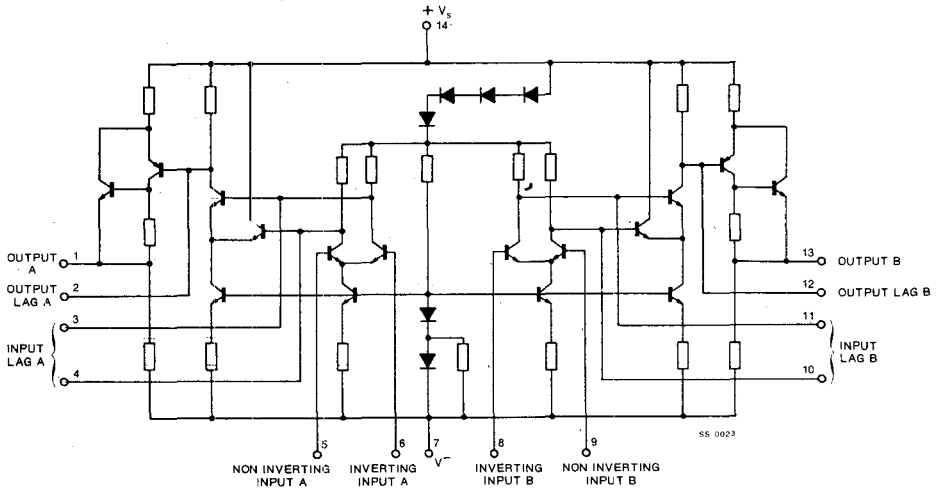 + Vs
14
OUTPUT
A
1
OUTPUT
LAG A
2
INPUT
LAG A
3
4
13
OUTPUT B
12
OUTPUT LAG B
11
INPUT
LAG B
10
SS 0023
5
6
7
8
9
NON INVERTING
INPUT A
INVERTING
INPUT A
V−
INVERTING
INPUT B
NON INVERTING
INPUT B